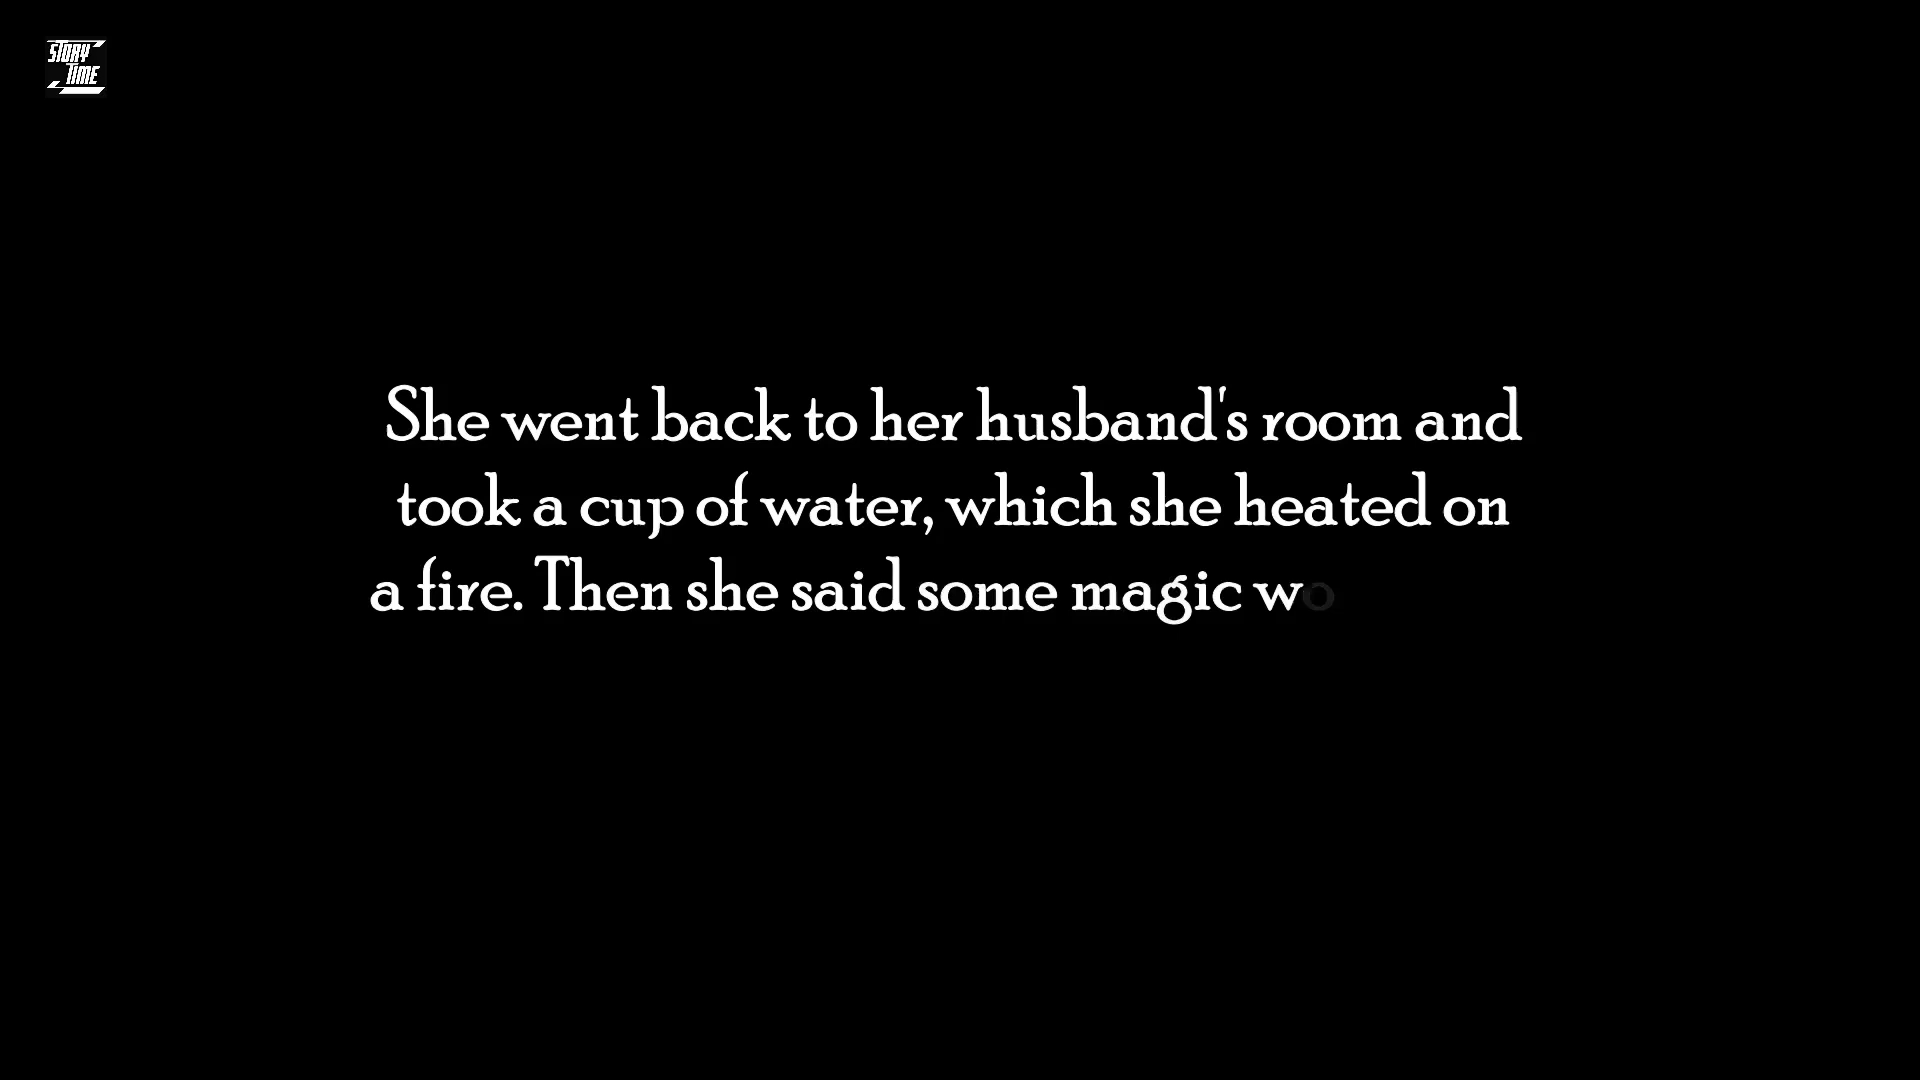 STORY
TIME
She went back to her husband's room and
took a cup of water, which she heated on
a fire. Then she said some magic wo